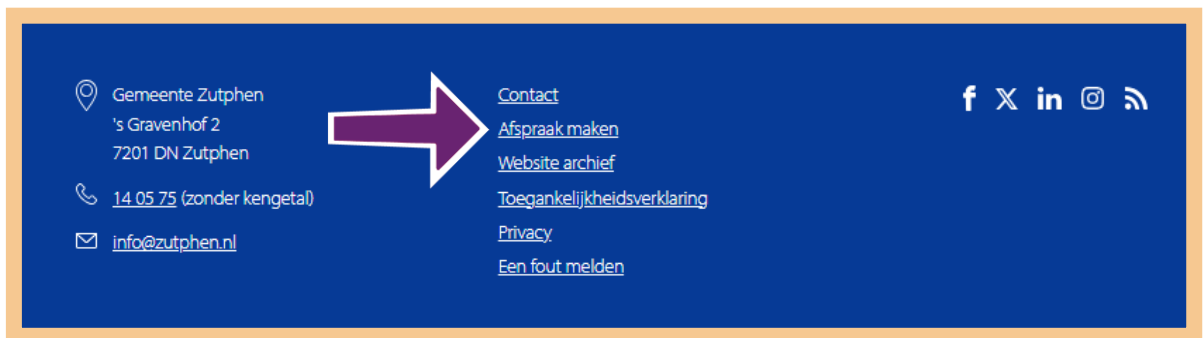 Gemeente Zutphen
's Gravenhof 2
7201 DN Zutphen
14 05 75 (zonder kengetal)
info@zutphen.nl
Contact
Afspraak maken
Website archief
Toegankelijkheidsverklaring
Privacy
Een fout melden